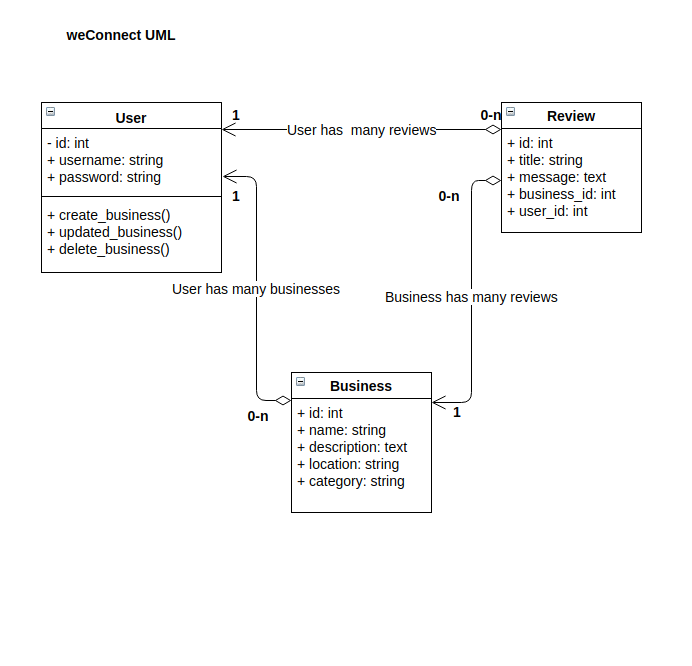 weConnect UML
User
- id: int
+ username: string
+ password: string
+ create_business()
+ updated_business()
+ delete_business()
1
User has  many reviews
0-n
Review
+ id: int
+ title: string
+ message: text
+ business_id: int
+ user_id: int
1
0-n
User has many businesses
Business has many reviews
0-n
Business
+ id: int
+ name: string
+ description: text
+ location: string
+ category: string
1